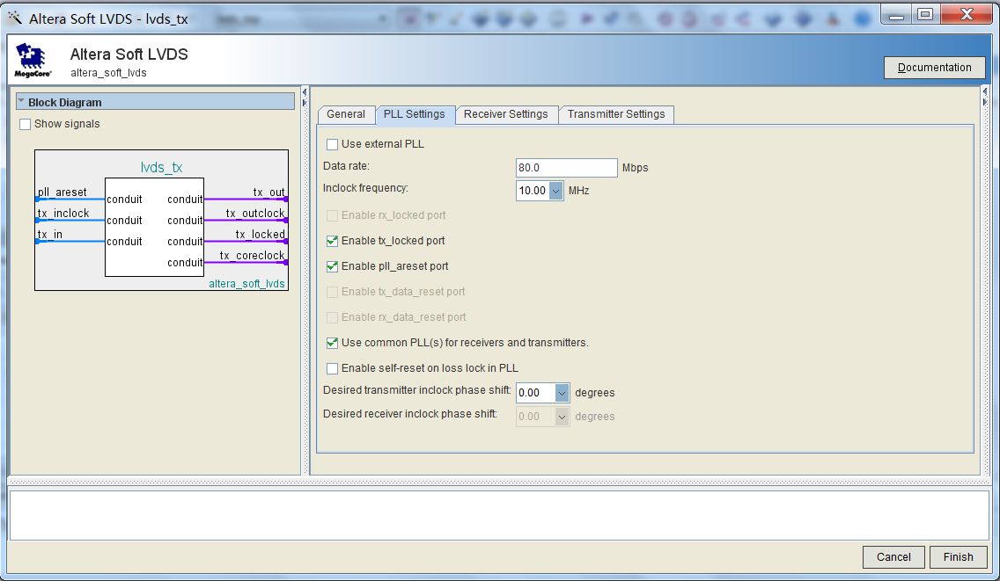 Altera Soft LVDS - lvds_tx
Altera Soft LVDS
altera_soft_lvds
MegaCore®
Documentation
Block Diagram
Show signals
lvds_tx
pll_areset conduit conduit tx_out
tx_inclock conduit conduit tx_outclock
tx_in conduit conduit tx_locked
conduit tx_coreclock
altera_soft_lvds
General PLL Settings Receiver Settings Transmitter Settings
Use external PLL
Data rate: 80.0 Mbps
Inclock frequency: 10.00 MHz
Enable rx_locked port
Enable tx_locked port
Enable pll_areset port
Enable tx_data_reset port
Enable rx_data_reset port
Use common PLL(s) for receivers and transmitters.
Enable self-reset on loss lock in PLL
Desired transmitter inclock phase shift: 0.00 degrees
Desired receiver inclock phase shift: 0.00 degrees
Cancel Finish